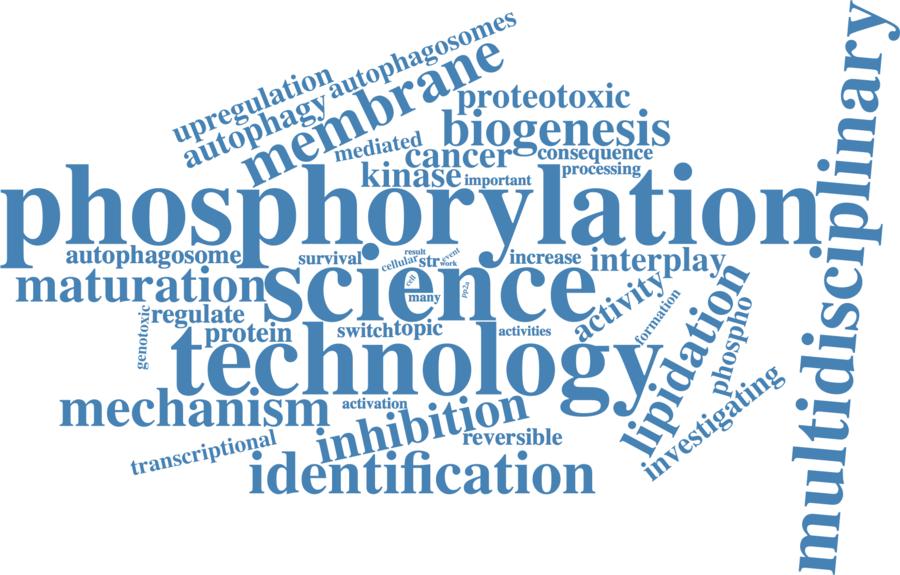 multidisciplinary
autophagosomes
upregulation
autophagy
membrane
proteotoxic
biogenesis
mediated
cancer
consequence
processing
kinase
important
phosphorylation
autophagosome
survival
result
event
cellular
str
work
increase
interplay
maturation
science
cell
many
pp2a
activity
formation
lipidation
phospho
genotoxic
regulate
protein
switch
topic
activities
technology
mechanism
activation
inhibition
reversible
investigating
transcriptional
identification